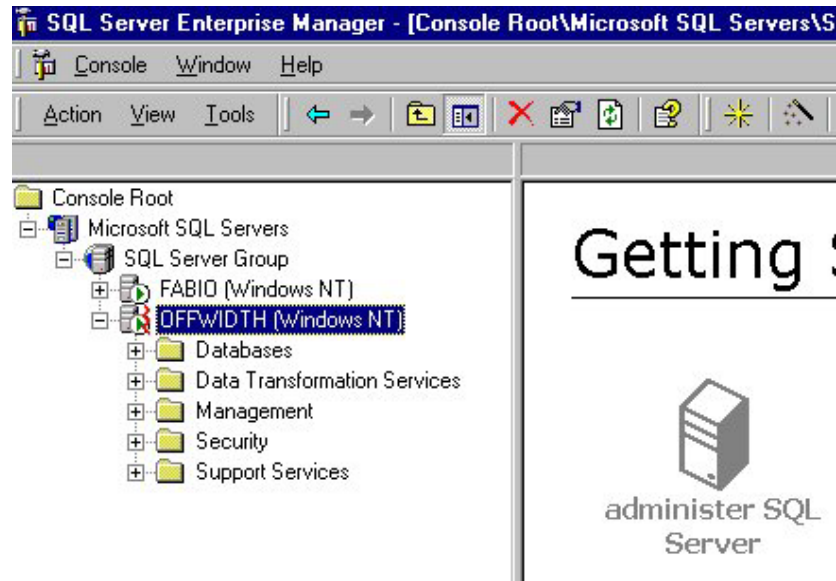 SQL Server Enterprise Manager - [Console Root\Microsoft SQL Servers\S
Console Window Help
Action View Tools
Console Root
Microsoft SQL Servers
SQL Server Group
FABIO (Windows NT)
OFFWIDTH (Windows NT)
Databases
Data Transformation Services
Management
Security
Support Services
Getting S
administer SQL
Server